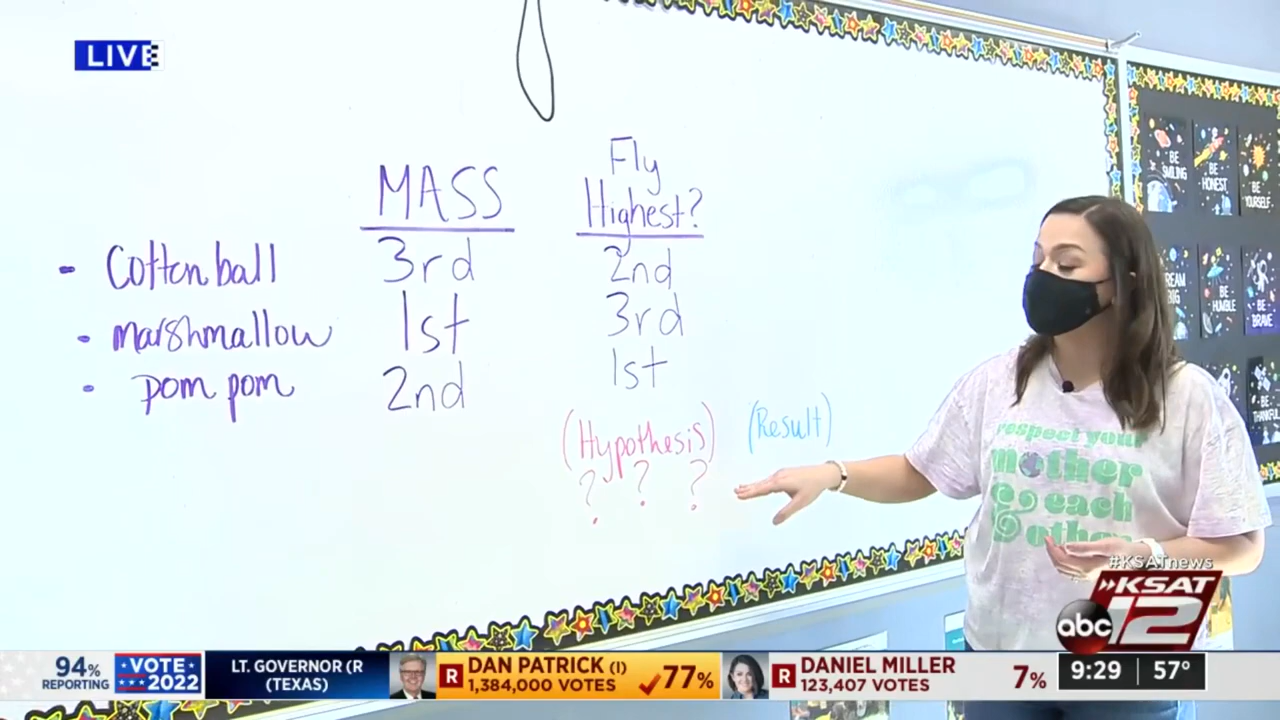 LIVE
MASS
Fly
Highest?
- Cotton ball 3rd 2nd
- marshmallow 1st 3rd
- pom pom 2nd 1st
(Hypothesis) (Result)
? ? ?
BE SMILING
BE HONEST
BE YOURSELF
BIG
BE HUMBLE
BE BRAVE
BE THANKFUL
respect your
mother
& each
other
#KSATnews
KSAT
abc 12
94% REPORTING
VOTE 2022
LT. GOVERNOR (R
(TEXAS)
R DAN PATRICK (I) 77%
1,384,000 VOTES
R DANIEL MILLER 7%
123,407 VOTES
9:29 57°